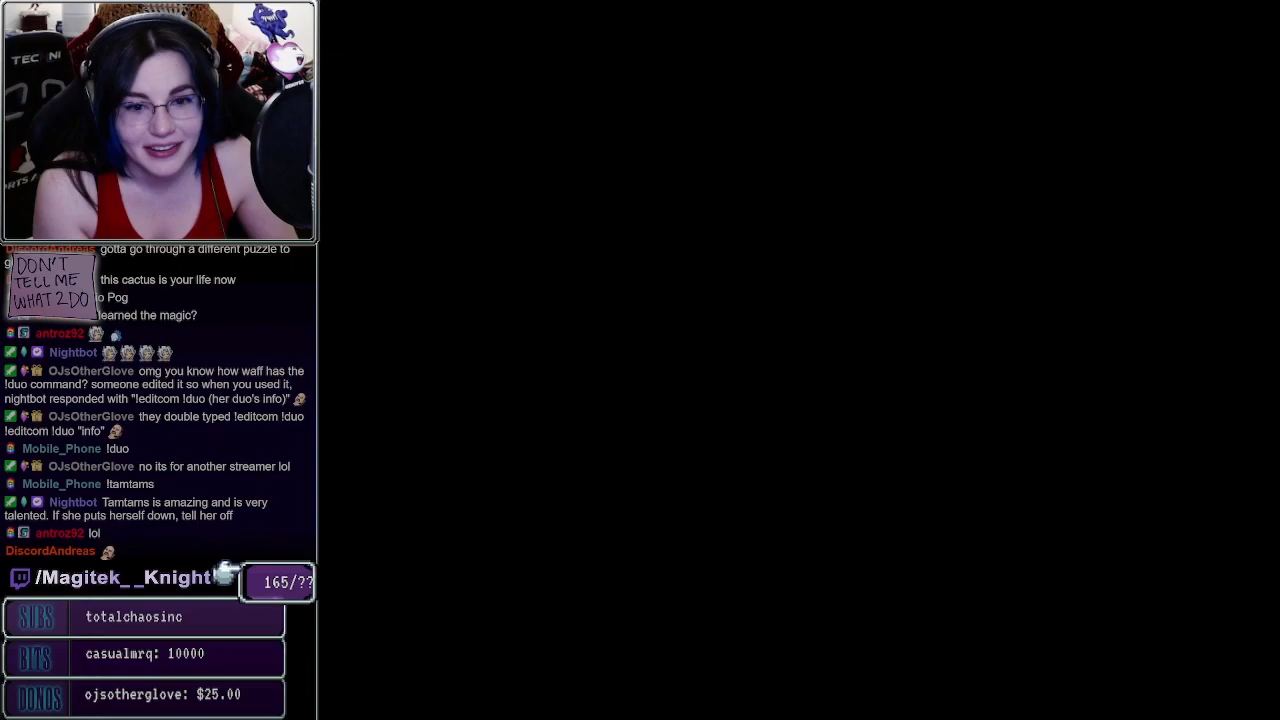 TEC NI
DiscordAndreas gotta go through a different puzzle to
g
DON'T
TELL ME
WHAT 2 DO
this cactus is your life now
o Pog
earned the magic?
antroz92
Nightbot
OJsOtherGlove omg you know how waff has the
!duo command? someone edited it so when you used it,
nightbot responded with "!editcom !duo (her duo's info)"
OJsOtherGlove they double typed !editcom !duo
!editcom !duo "info"
Mobile_Phone !duo
OJsOtherGlove no its for another streamer lol
Mobile_Phone !tamtams
Nightbot Tamtams is amazing and is very
talented. If she puts herself down, tell her off
antroz92 lol
DiscordAndreas
/Magitek__Knight
165/??
SUBS totalchaosinc
BITS casualmrq: 10000
DONOS ojsotherglove: $25.00